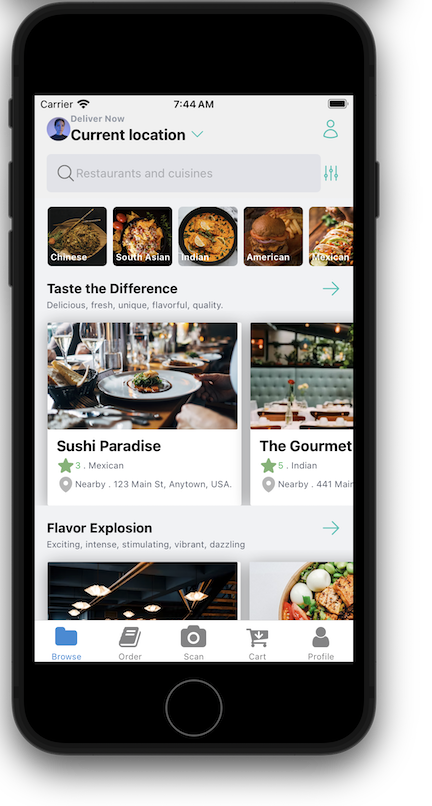 Carrier 7:44 AM
Deliver Now
Current location
Restaurants and cuisines
Chinese South Asian Indian American Mexican
Taste the Difference
Delicious, fresh, unique, flavorful, quality.
Sushi Paradise The Gourmet
3 . Mexican 5 . Indian
Nearby . 123 Main St, Anytown, USA. Nearby . 441 Mair
Flavor Explosion
Exciting, intense, stimulating, vibrant, dazzling
Browse Order Scan Cart Profile